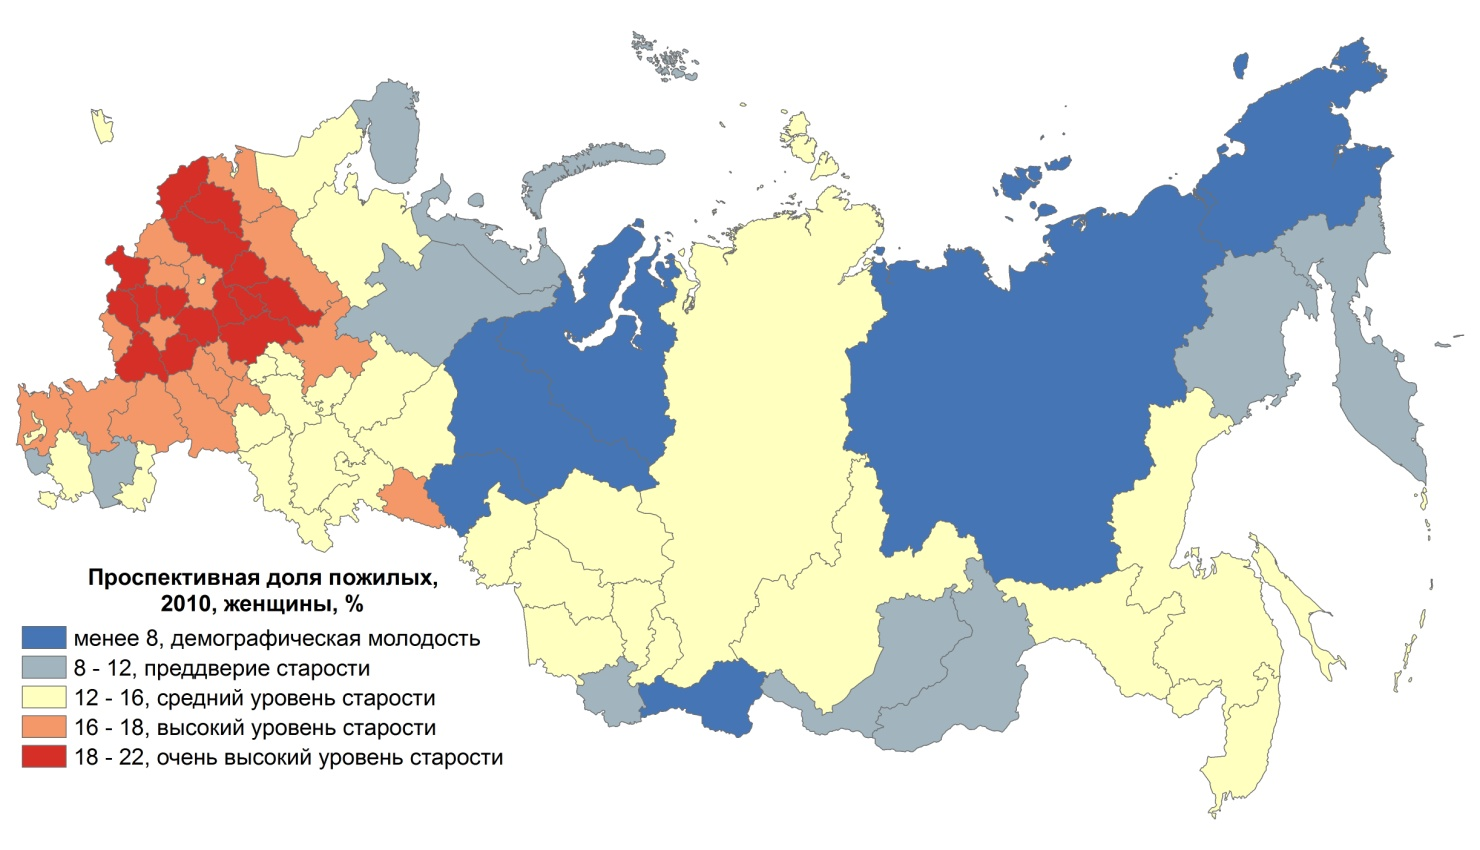 Проспективная доля пожилых,
2010, женщины, %
менее 8, демографическая молодость
8 - 12, преддверие старости
12 - 16, средний уровень старости
16 - 18, высокий уровень старости
18 - 22, очень высокий уровень старости